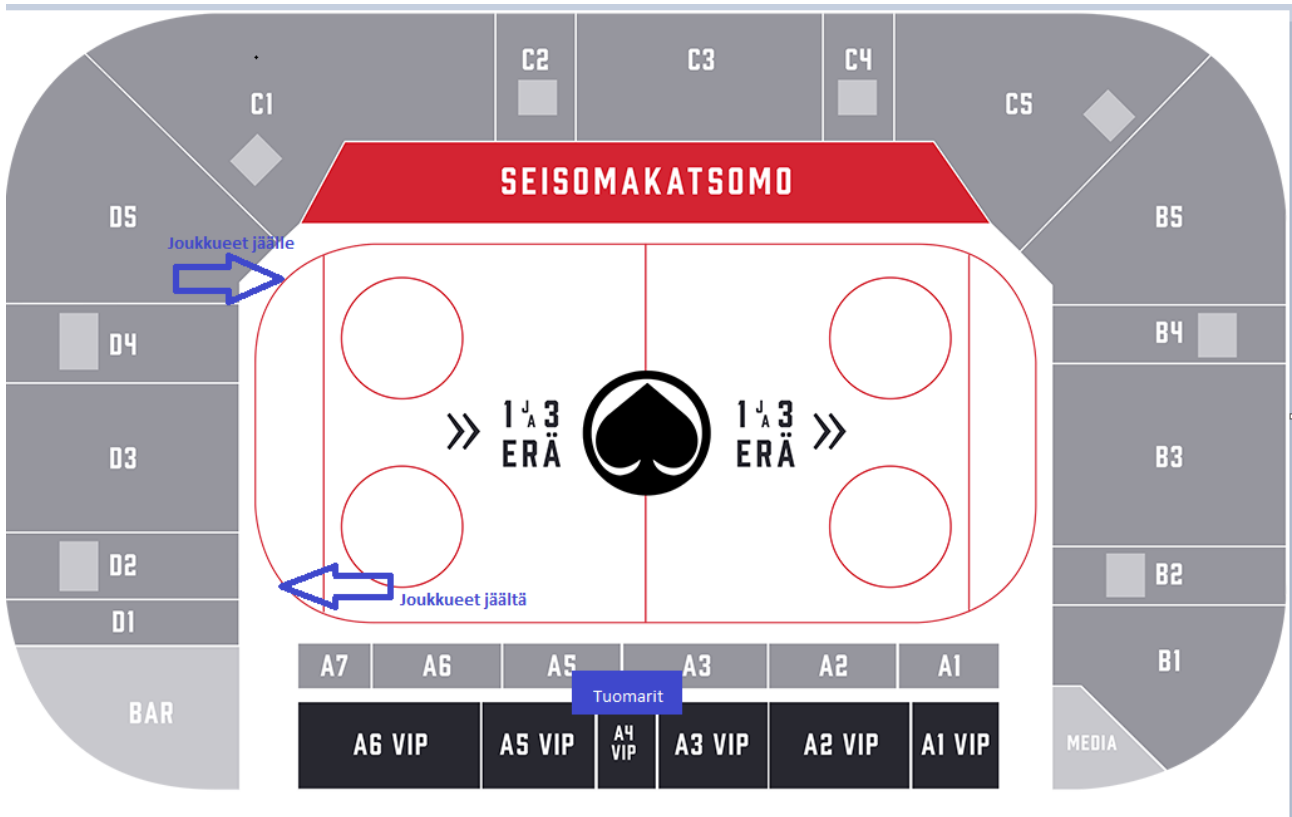 C2
C3
C4
C1
C5
SEISOMAKATSOMO
D5
B5
Joukkueet jäälle
D4
B4
1 JA 3
ERÄ
1 JA 3
ERÄ
D3
B3
D2
B2
Joukkueet jäältä
D1
A7
A6
A5
A3
A2
A1
B1
Tuomarit
BAR
A6 VIP
A5 VIP
A4
VIP
A3 VIP
A2 VIP
A1 VIP
MEDIA